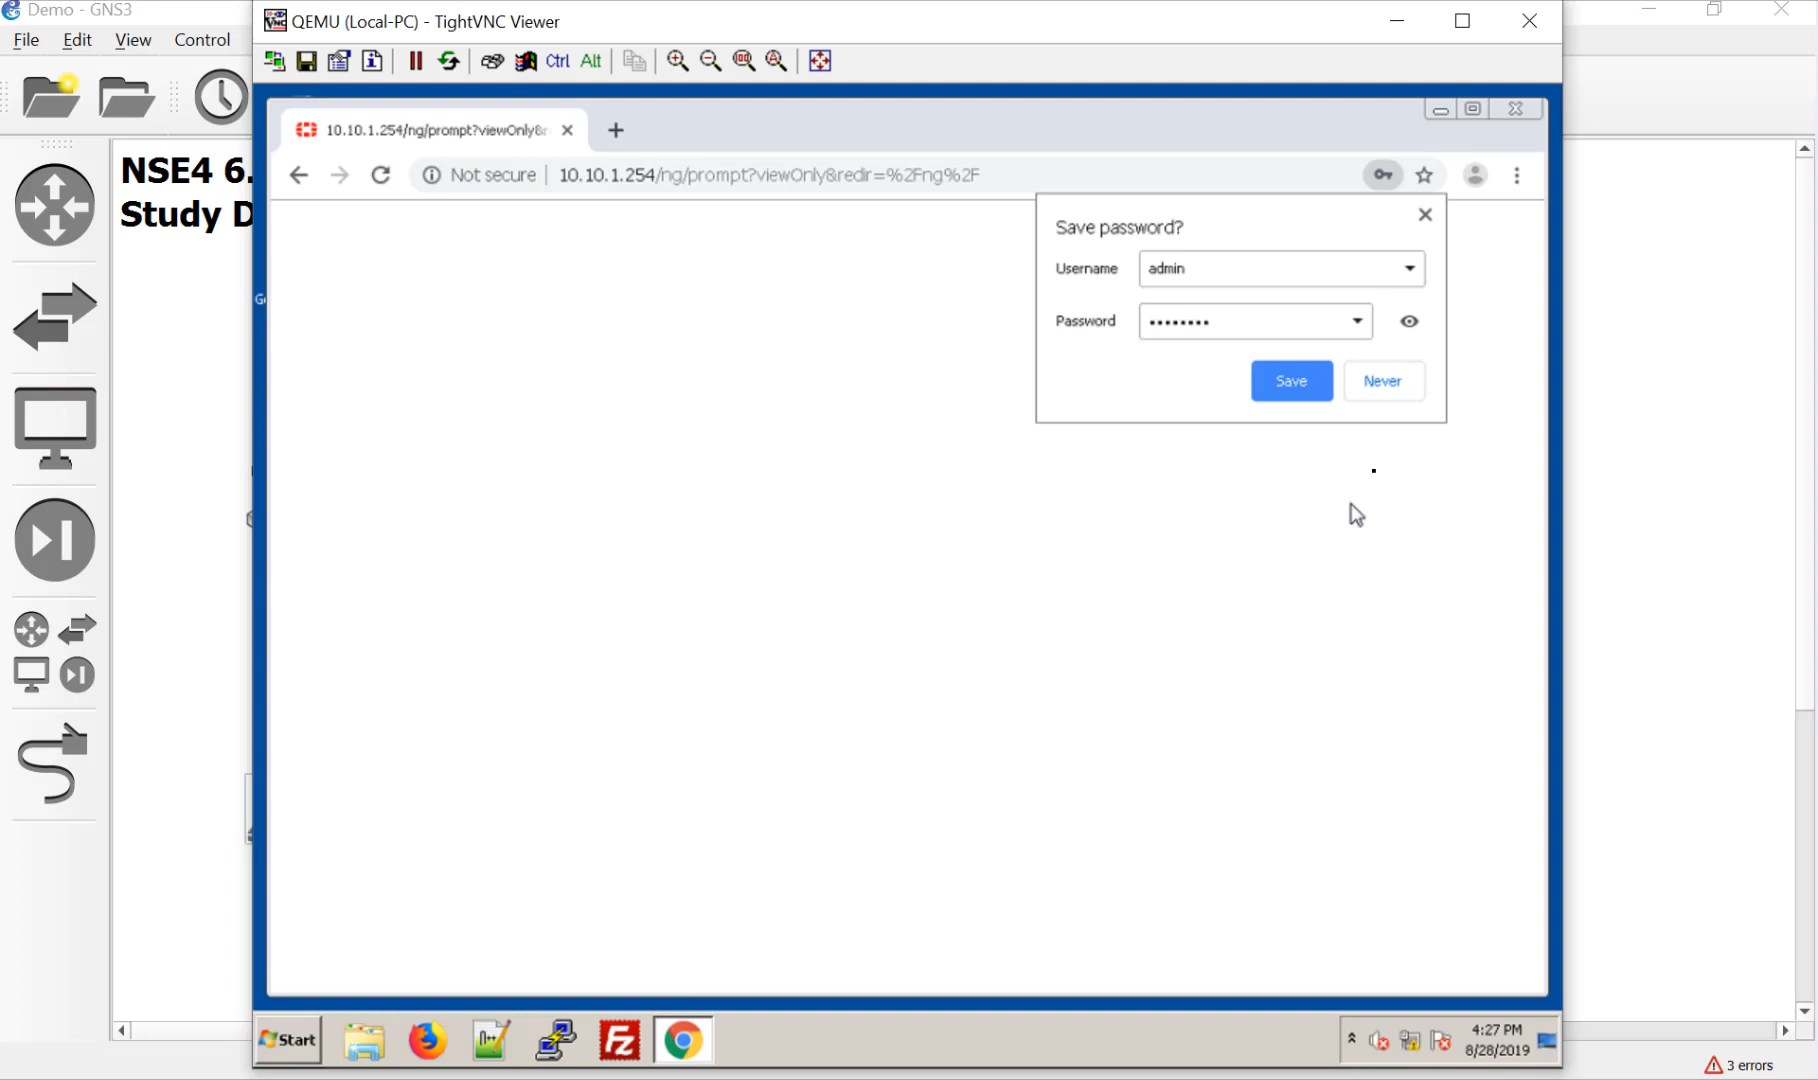 Demo - GNS3
File Edit View Control
NSE4 6.
Study D
QEMU (Local-PC) - TightVNC Viewer
Ctrl Alt
10.10.1.254/ng/prompt?viewOnly&r
Not secure | 10.10.1.254/ng/prompt?viewOnly&redir=%2Fng%2F
Save password?
Username admin
Password ••••••••
Save Never
Start
4:27 PM
8/28/2019
3 errors